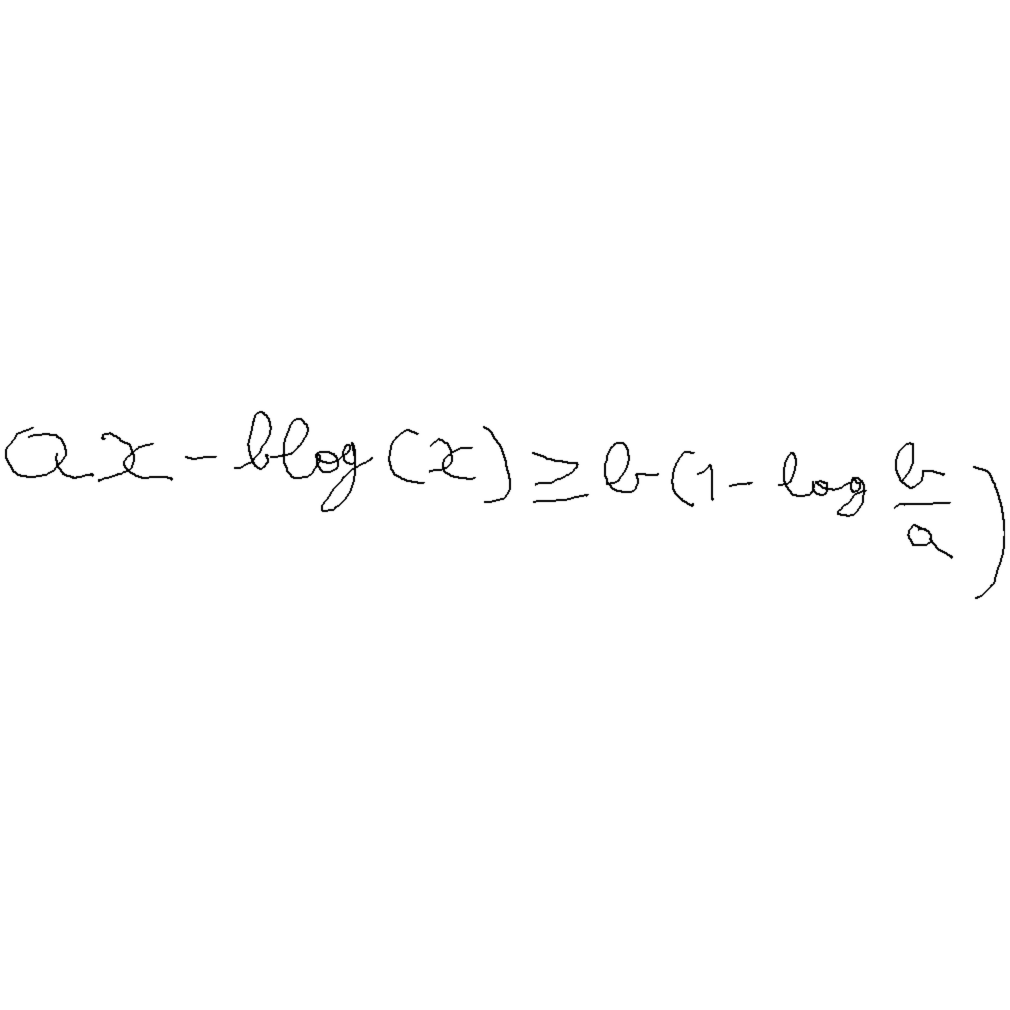 ax - blog(x) ≥ b(1 - log b/a)